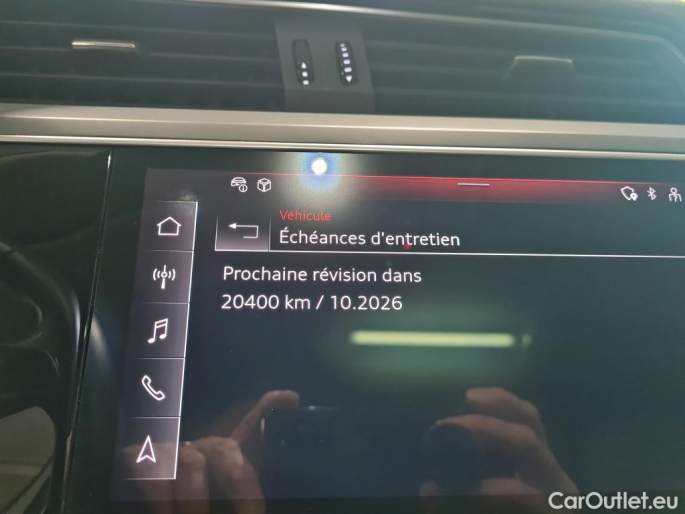 Véhicule
Échéances d'entretien
Prochaine révision dans
20400 km / 10.2026
CarOutlet.eu